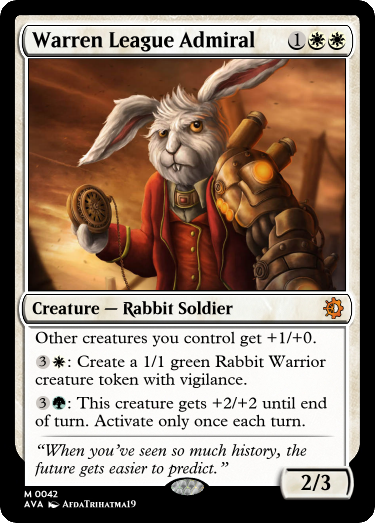 Warren League Admiral 1
Creature — Rabbit Soldier
Other creatures you control get +1/+0.
3 : Create a 1/1 green Rabbit Warrior
creature token with vigilance.
3 : This creature gets +2/+2 until end
of turn. Activate only once each turn.
“When you’ve seen so much history, the
future gets easier to predict.”
2/3
M 0042
AVA AfdaTrihatma19